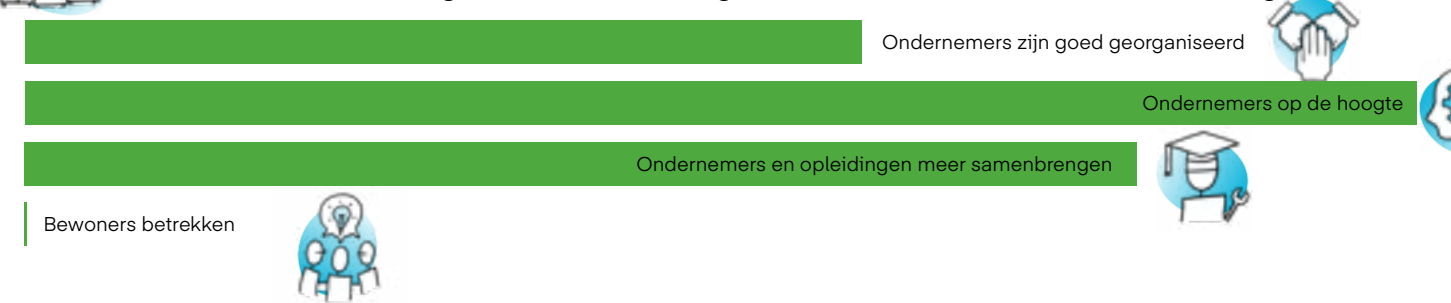 Ondernemers zijn goed georganiseerd
Ondernemers op de hoogte
Ondernemers en opleidingen meer samenbrengen
Bewoners betrekken